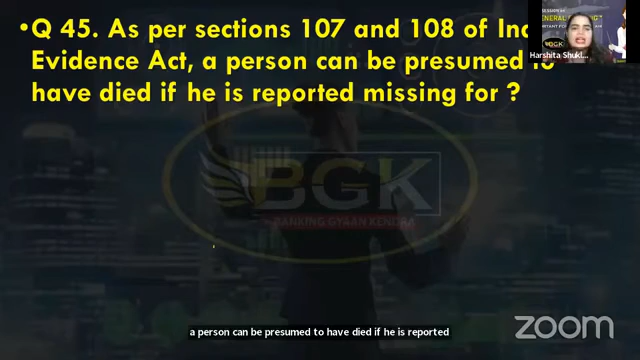 •Q 45. As per sections 107 and 108 of
Evidence Act, a person can be presumed to
have died if he is reported missing for ?
BGK
Harshita Shukl...
BGK
BANKING GYAAN KENDRA
a person can be presumed to have died if he is reported
zoom